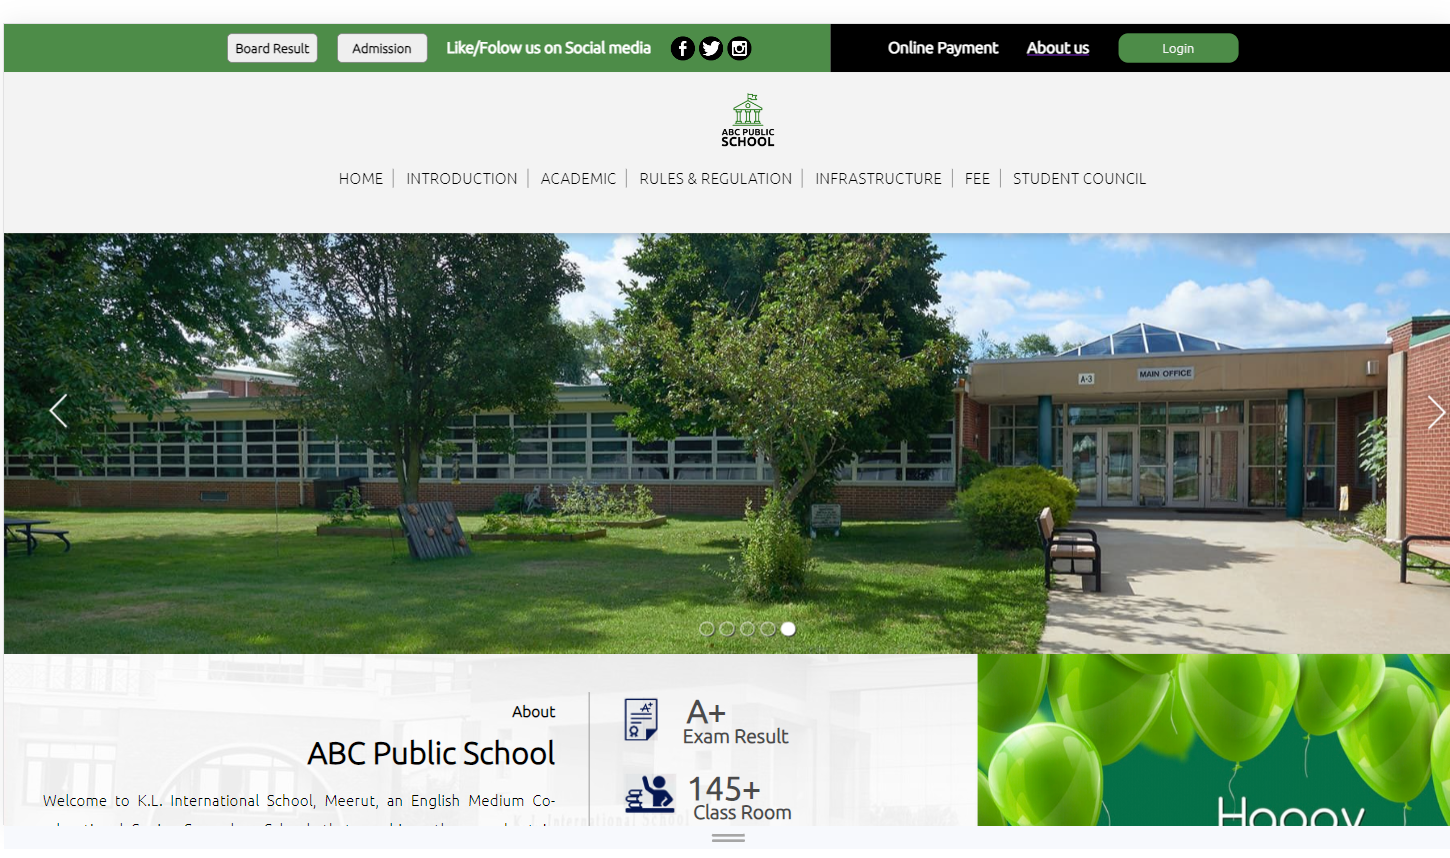 Board Result Admission Like/Folow us on Social media Online Payment About us Login
ABC PUBLIC
SCHOOL
HOME INTRODUCTION ACADEMIC RULES & REGULATION INFRASTRUCTURE FEE STUDENT COUNCIL
A-3 MAIN OFFICE
About
ABC Public School
Welcome to K.L. International School, Meerut, an English Medium Co-
A+
Exam Result
145+
Class Room
K.L. International School
Happy